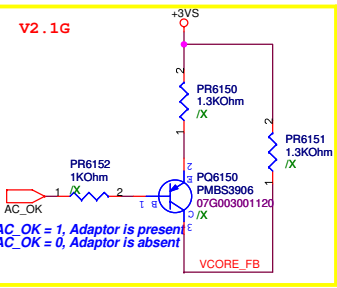 +3VS
V2.1G
2
PR6150
1.3KOhm
/X
1
2
PR6151
1.3KOhm
/X
1
PR6152
1KOhm
/X
AC_OK
1
2
2
E
1
B
C
3
PQ6150
PMBS3906
07G003001120
/X
AC_OK = 1, Adaptor is present
AC_OK = 0, Adaptor is absent
VCORE_FB